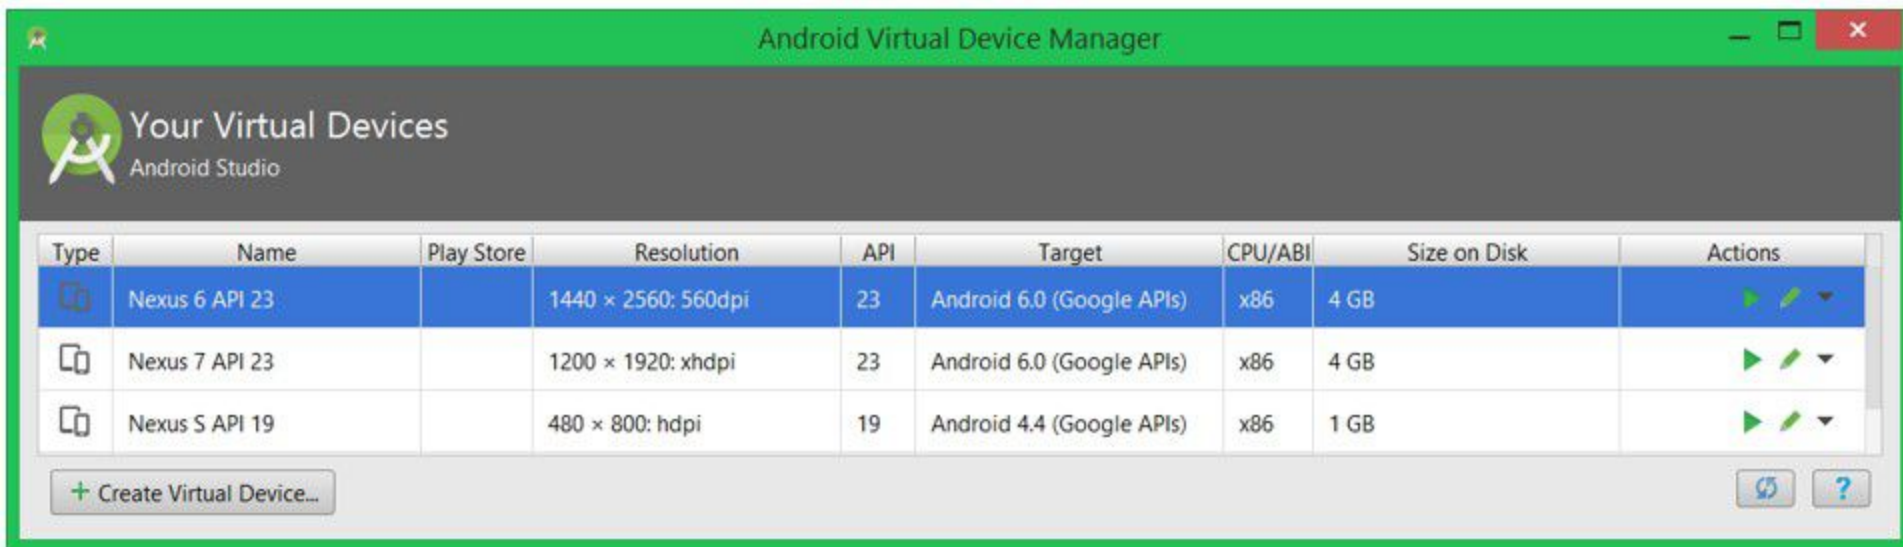 Android Virtual Device Manager
Your Virtual Devices
Android Studio
Type Name Play Store Resolution API Target CPU/ABI Size on Disk Actions
Nexus 6 API 23 1440 × 2560: 560dpi 23 Android 6.0 (Google APIs) x86 4 GB
Nexus 7 API 23 1200 × 1920: xhdpi 23 Android 6.0 (Google APIs) x86 4 GB
Nexus S API 19 480 × 800: hdpi 19 Android 4.4 (Google APIs) x86 1 GB
+ Create Virtual Device... ?